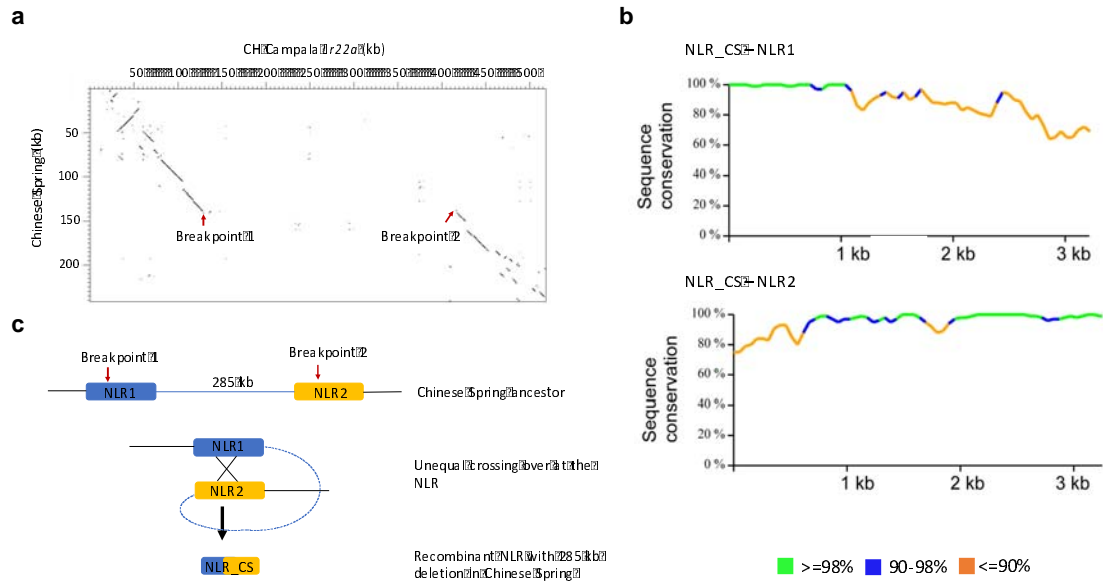 a
CH Campala Lr22a (kb)
50 100 150 200 250 300 350 400 450 500
Chinese Spring (kb)
50
100
150
200
Breakpoint 1
Breakpoint 2
b
NLR_CS – NLR1
Sequence conservation
100 %
80 %
60 %
40 %
20 %
0 %
1 kb
2 kb
3 kb
NLR_CS – NLR2
Sequence conservation
100 %
80 %
60 %
40 %
20 %
0 %
1 kb
2 kb
3 kb
>=98%
90-98%
<=90%
c
Breakpoint 1
Breakpoint 2
NLR1
285 kb
NLR2
Chinese Spring ancestor
NLR1
NLR2
Unequal crossing over at the
NLR
NLR_CS
Recombinant NLR with 285 kb
deletion in Chinese Spring